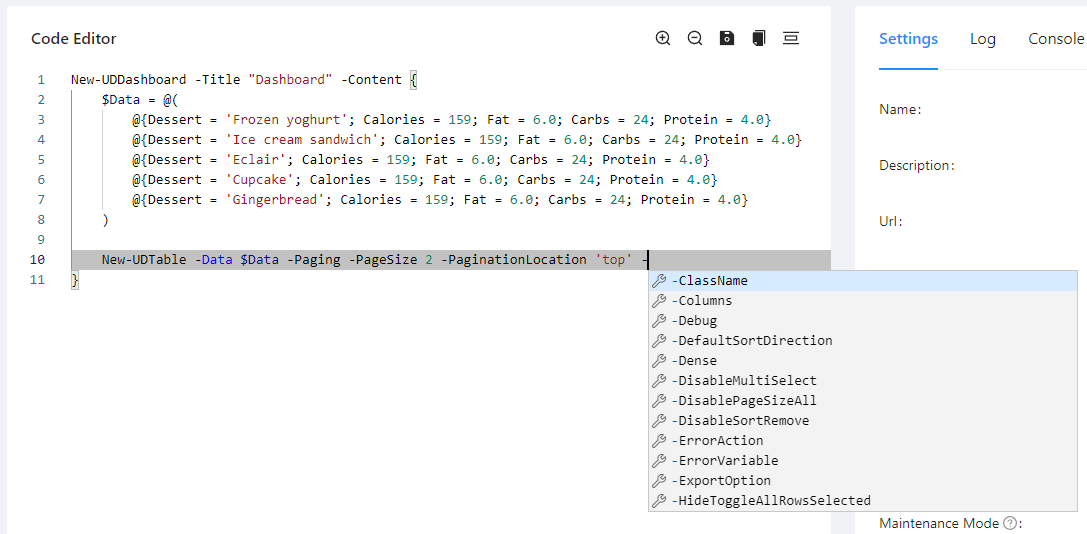 Code Editor
Settings Log Console
1 New-UDDashboard -Title "Dashboard" -Content {
2 $Data = @(
3 @{Dessert = 'Frozen yoghurt'; Calories = 159; Fat = 6.0; Carbs = 24; Protein = 4.0}
4 @{Dessert = 'Ice cream sandwich'; Calories = 159; Fat = 6.0; Carbs = 24; Protein = 4.0}
5 @{Dessert = 'Eclair'; Calories = 159; Fat = 6.0; Carbs = 24; Protein = 4.0}
6 @{Dessert = 'Cupcake'; Calories = 159; Fat = 6.0; Carbs = 24; Protein = 4.0}
7 @{Dessert = 'Gingerbread'; Calories = 159; Fat = 6.0; Carbs = 24; Protein = 4.0}
8 )
9
10 New-UDTable -Data $Data -Paging -PageSize 2 -PaginationLocation 'top' -
11 }
-ClassName
-Columns
-Debug
-DefaultSortDirection
-Dense
-DisableMultiSelect
-DisablePageSizeAll
-DisableSortRemove
-ErrorAction
-ErrorVariable
-ExportOption
-HideToggleAllRowsSelected
Name:
Description:
Url:
Maintenance Mode ?: